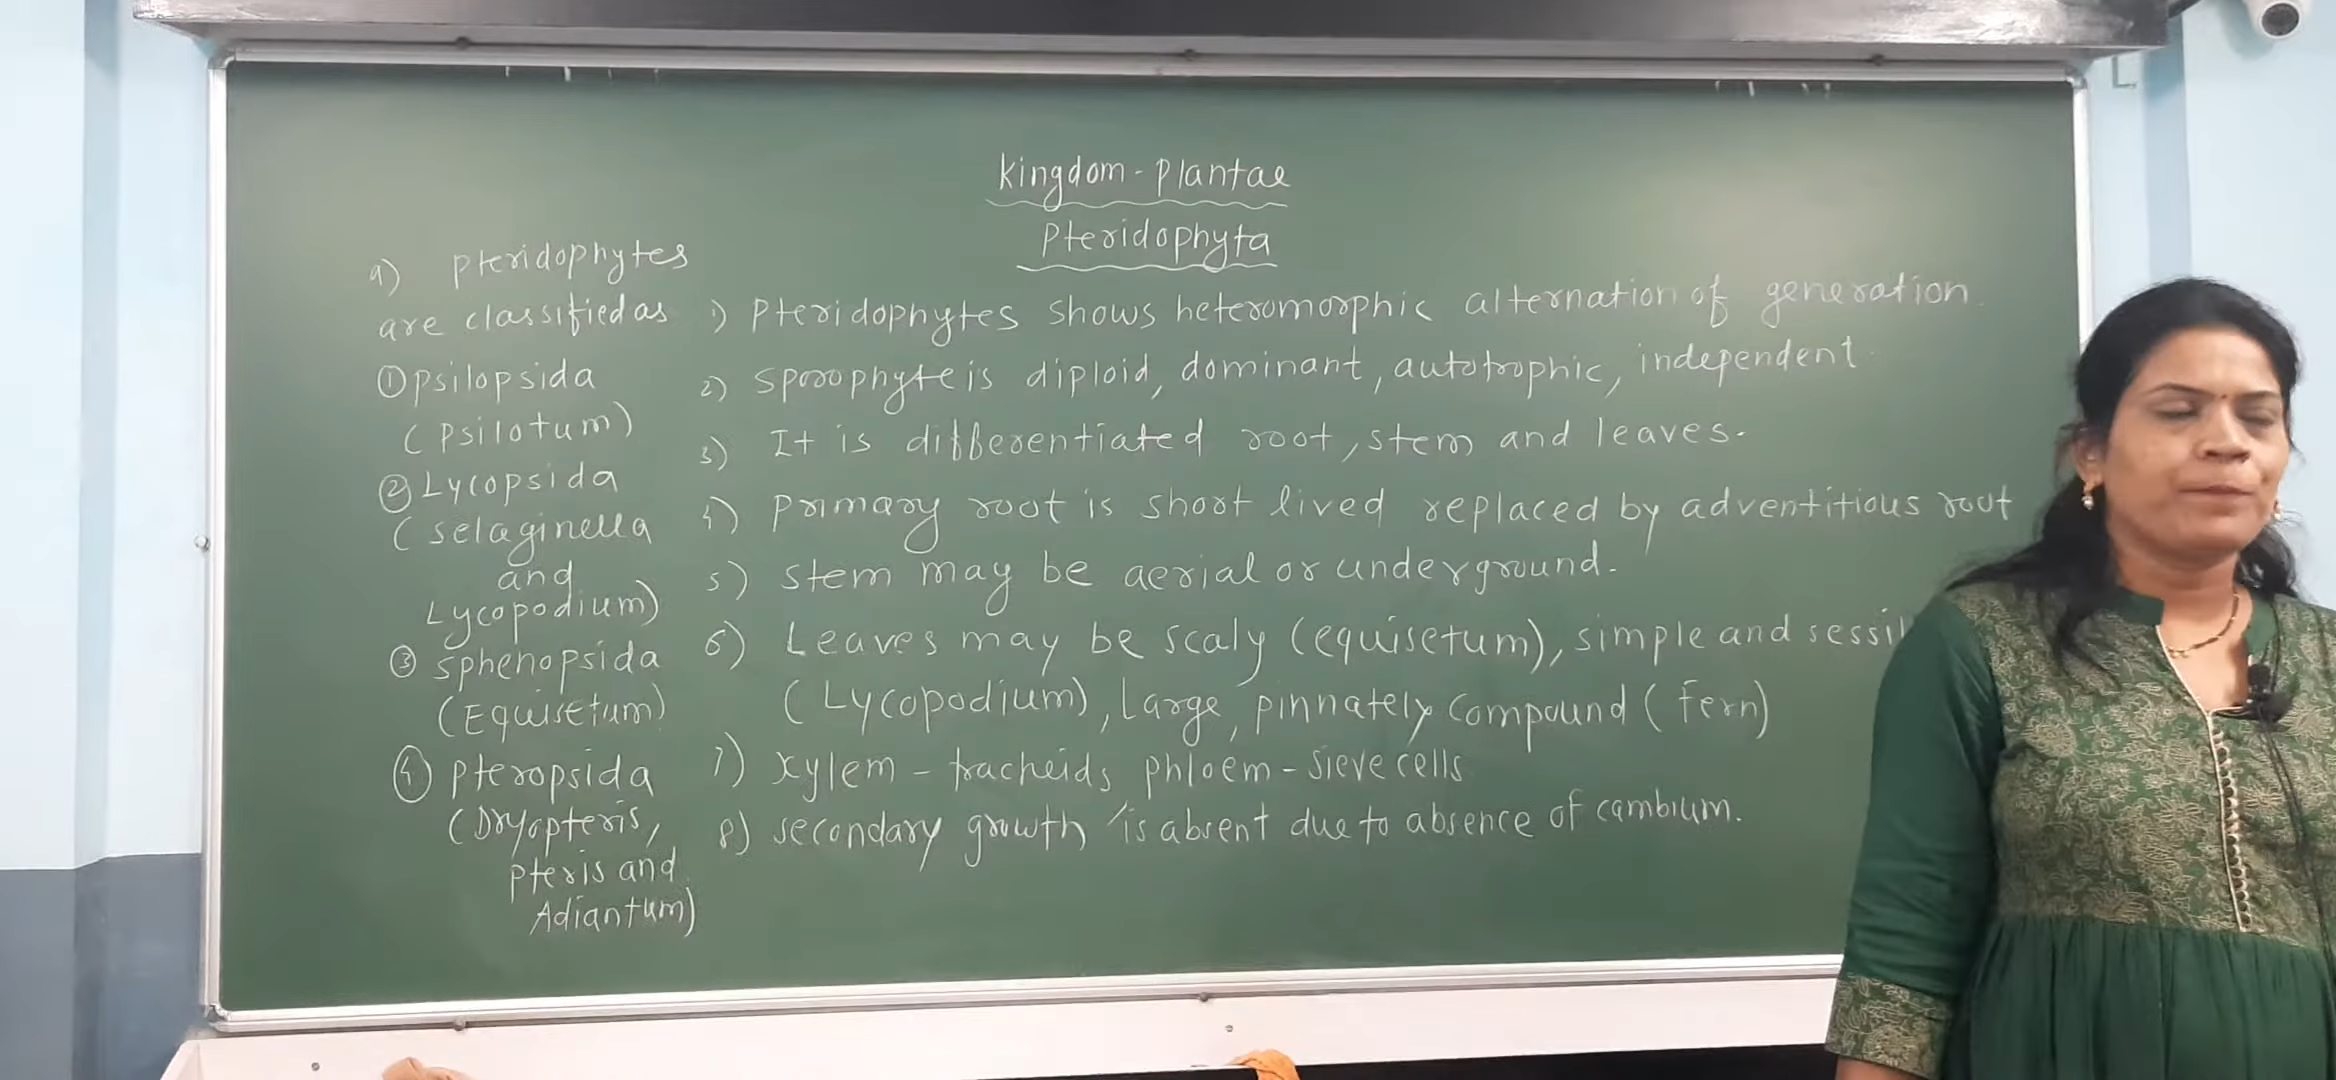 Kingdom - Plantae
Pteridophyta
1) Pteridophytes shows heteromorphic alternation of generation.
2) Sporophyte is diploid, dominant, autotrophic, independent
3) It is differentiated root, stem and leaves.
4) Primary root is short lived replaced by adventitious root
5) stem may be aerial or underground.
6) Leaves may be scaly (equisetum), simple and
(Lycopodium), Large, pinnately compound (Fern)
7) xylem - tracheids phloem - sieve cells
8) secondary growth is absent due to absence of cambium.
9) pteridophytes
are classified as
① Psilopsida
(Psilotum)
② Lycopsida
(selaginella
and
Lycopodium)
③ sphenopsida
(Equisetum)
④ pteropsida
(Dryopteris,
pteris and
Adiantum)